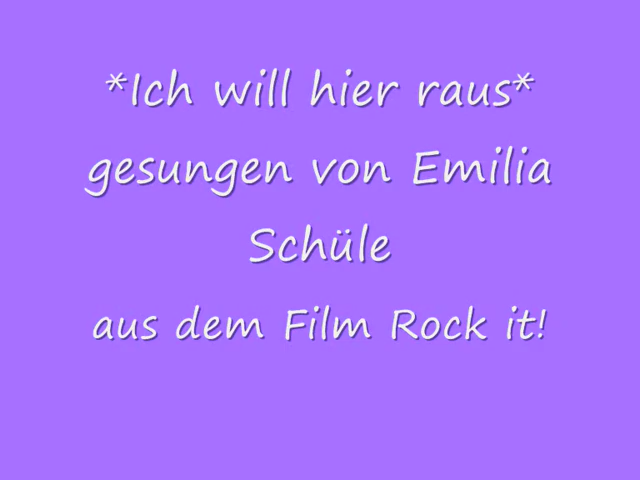 *Ich will hier raus*
gesungen von Emilia
Schüle
aus dem Film Rock it!